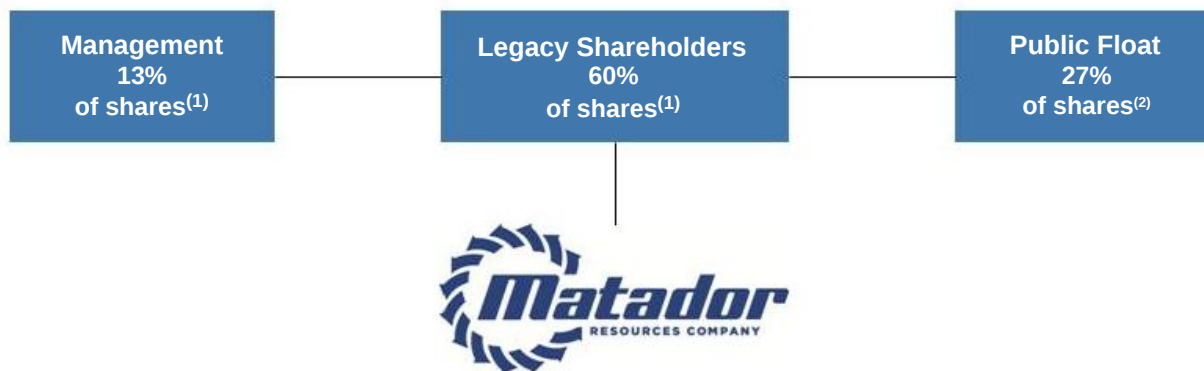 Management
13%
of shares(1)
Legacy Shareholders
60%
of shares(1)
Public Float
27%
of shares(2)
Matador
RESOURCES COMPANY